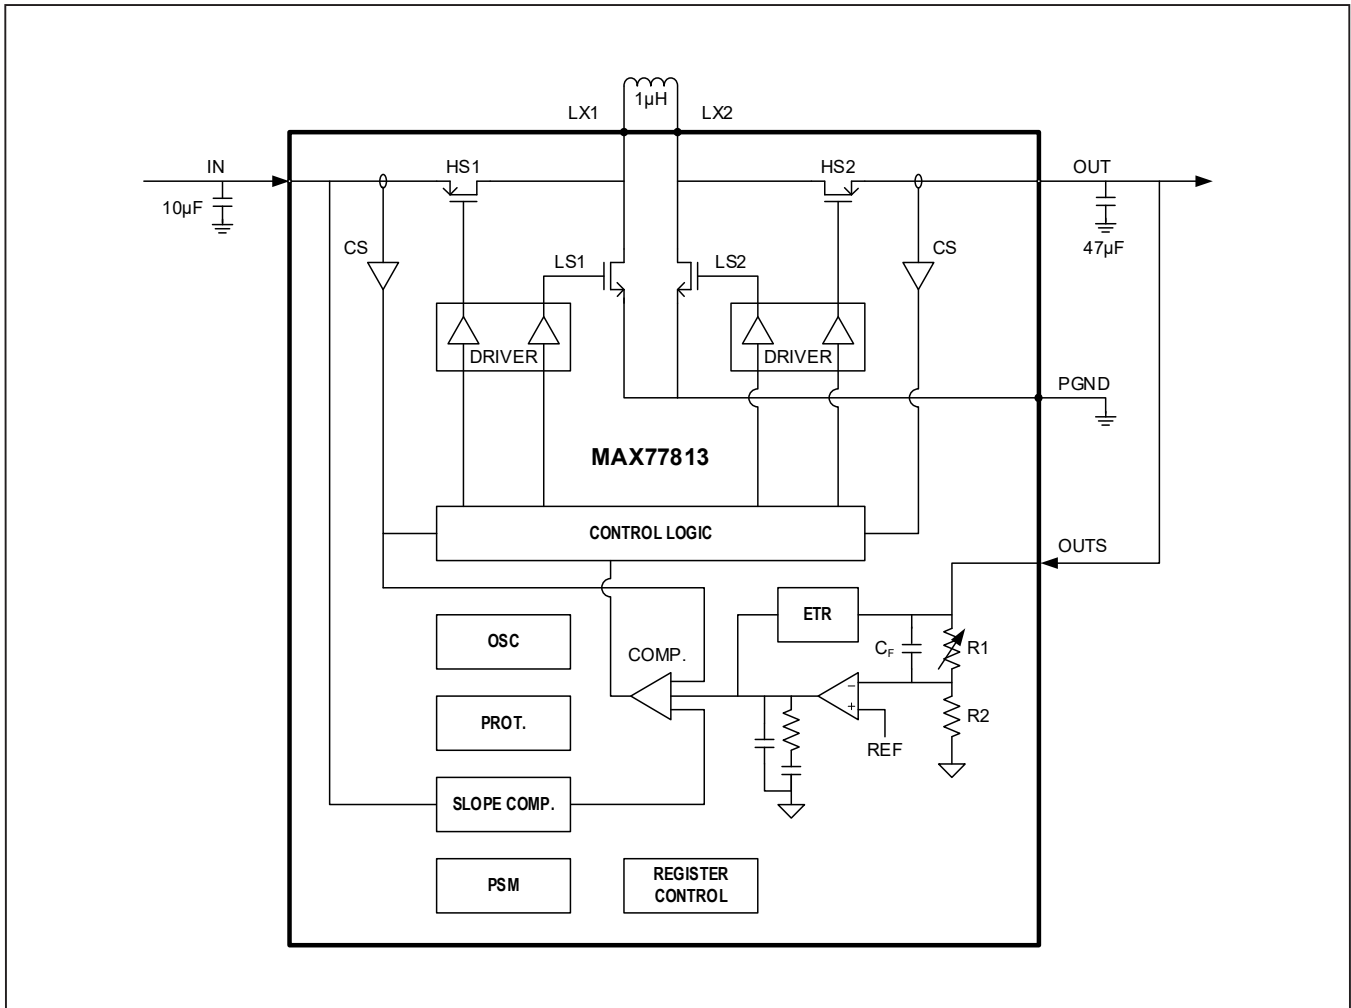 1µH
LX1
LX2
IN
HS1
HS2
OUT
10µF
47µF
CS
LS1
LS2
CS
DRIVER
DRIVER
PGND
MAX77813
CONTROL LOGIC
OUTS
ETR
OSC
COMP.
CF
R1
−
+
PROT.
REF
R2
SLOPE COMP.
PSM
REGISTER
CONTROL